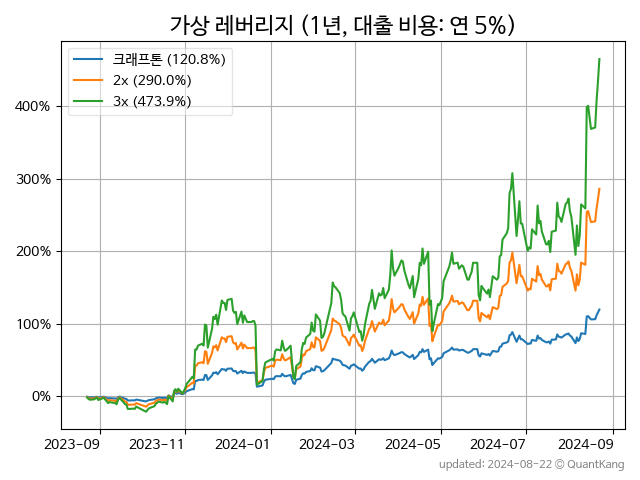 가상 레버리지 (1년, 대출 비용: 연 5%)
크래프톤 (120.8%)
2x (290.0%)
3x (473.9%)
400%
300%
200%
100%
0%
2023-09 2023-11 2024-01 2024-03 2024-05 2024-07 2024-09
updated: 2024-08-22 © QuantKang